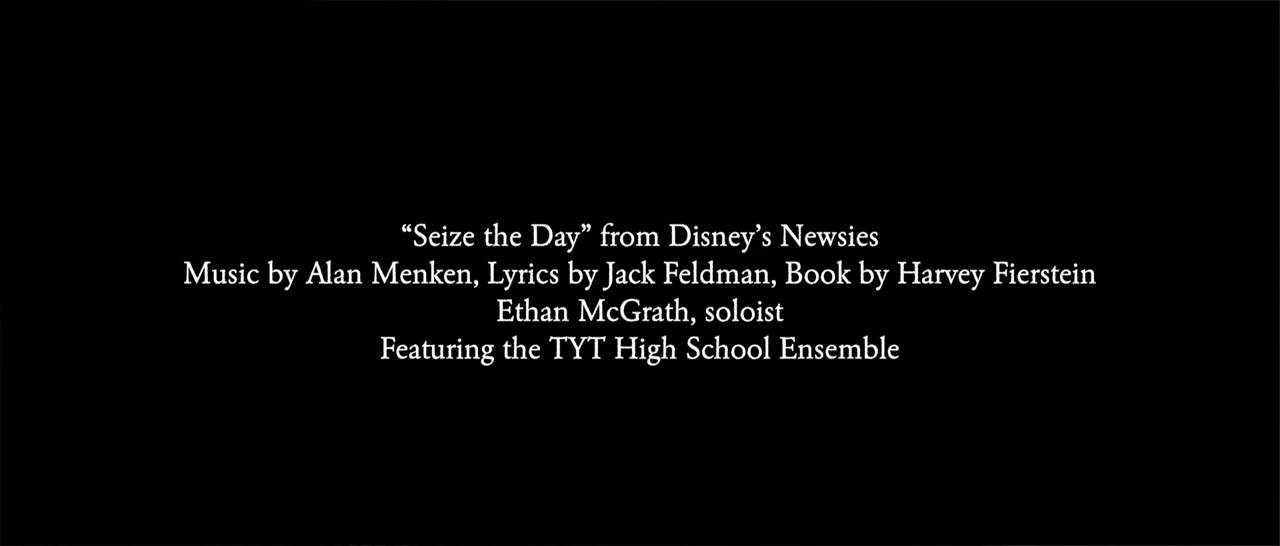 “Seize the Day” from Disney’s Newsies
Music by Alan Menken, Lyrics by Jack Feldman, Book by Harvey Fierstein
Ethan McGrath, soloist
Featuring the TYT High School Ensemble